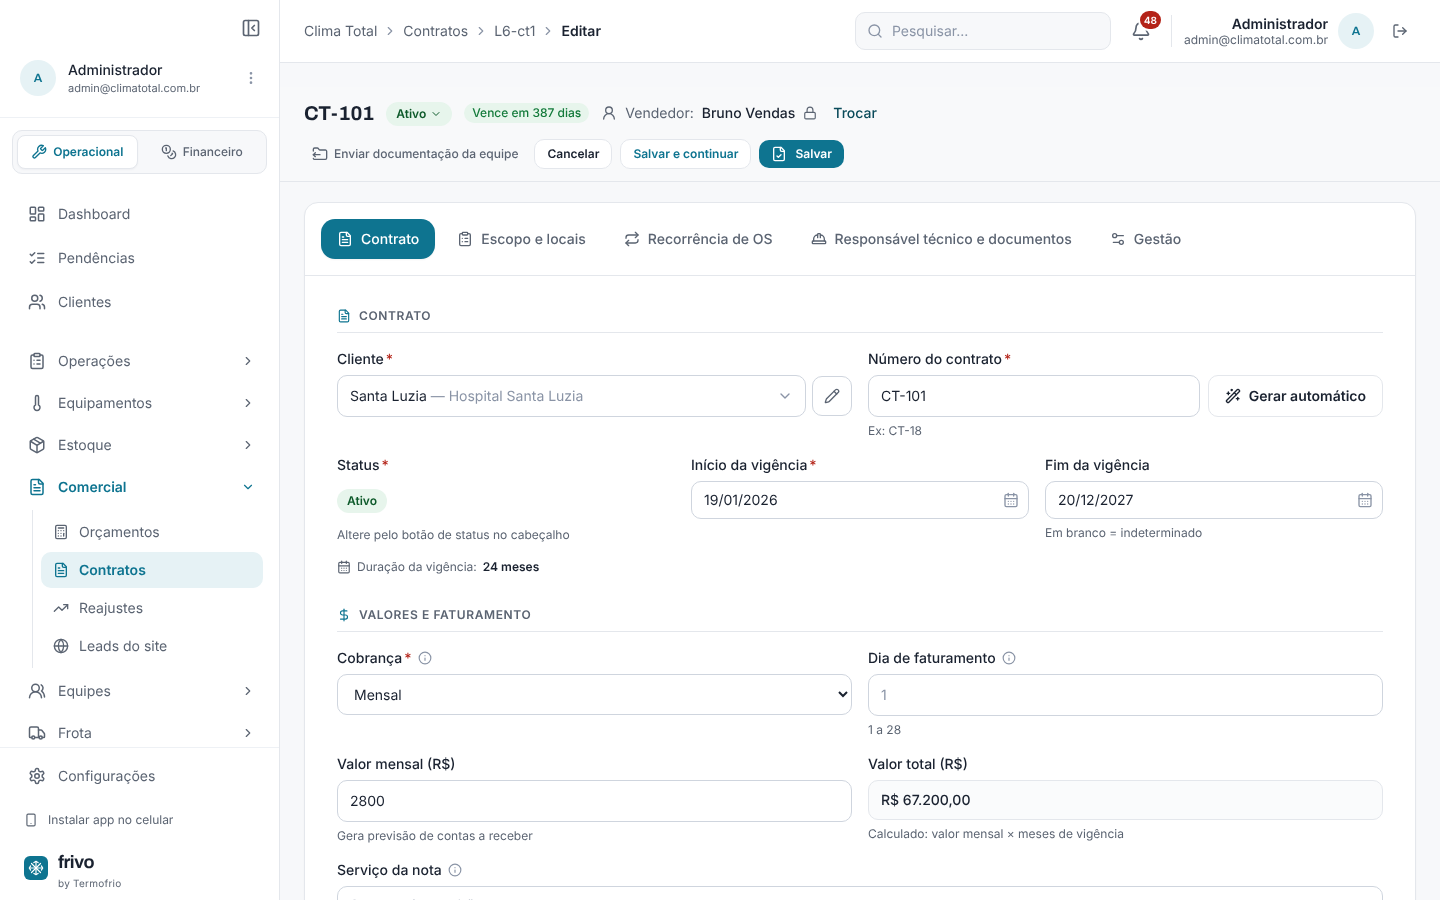 Clima Total > Contratos > L6-ct1 > Editar
Pesquisar...
48
Administrador
admin@climatotal.com.br
A
A
Administrador
admin@climatotal.com.br
Operacional
Financeiro
Dashboard
Pendências
Clientes
Operações
Equipamentos
Estoque
Comercial
Orçamentos
Contratos
Reajustes
Leads do site
Equipes
Frota
Configurações
Instalar app no celular
frivo
by Termofrio
CT-101
Ativo
Vence em 387 dias
Vendedor: Bruno Vendas
Trocar
Enviar documentação da equipe
Cancelar
Salvar e continuar
Salvar
Contrato
Escopo e locais
Recorrência de OS
Responsável técnico e documentos
Gestão
CONTRATO
Cliente*
Santa Luzia — Hospital Santa Luzia
Número do contrato*
CT-101
Gerar automático
Ex: CT-18
Status*
Ativo
Altere pelo botão de status no cabeçalho
Início da vigência*
19/01/2026
Fim da vigência
20/12/2027
Em branco = indeterminado
Duração da vigência: 24 meses
VALORES E FATURAMENTO
Cobrança*
Mensal
Dia de faturamento
1
1 a 28
Valor mensal (R$)
2800
Gera previsão de contas a receber
Valor total (R$)
R$ 67.200,00
Calculado: valor mensal × meses de vigência
Serviço da nota